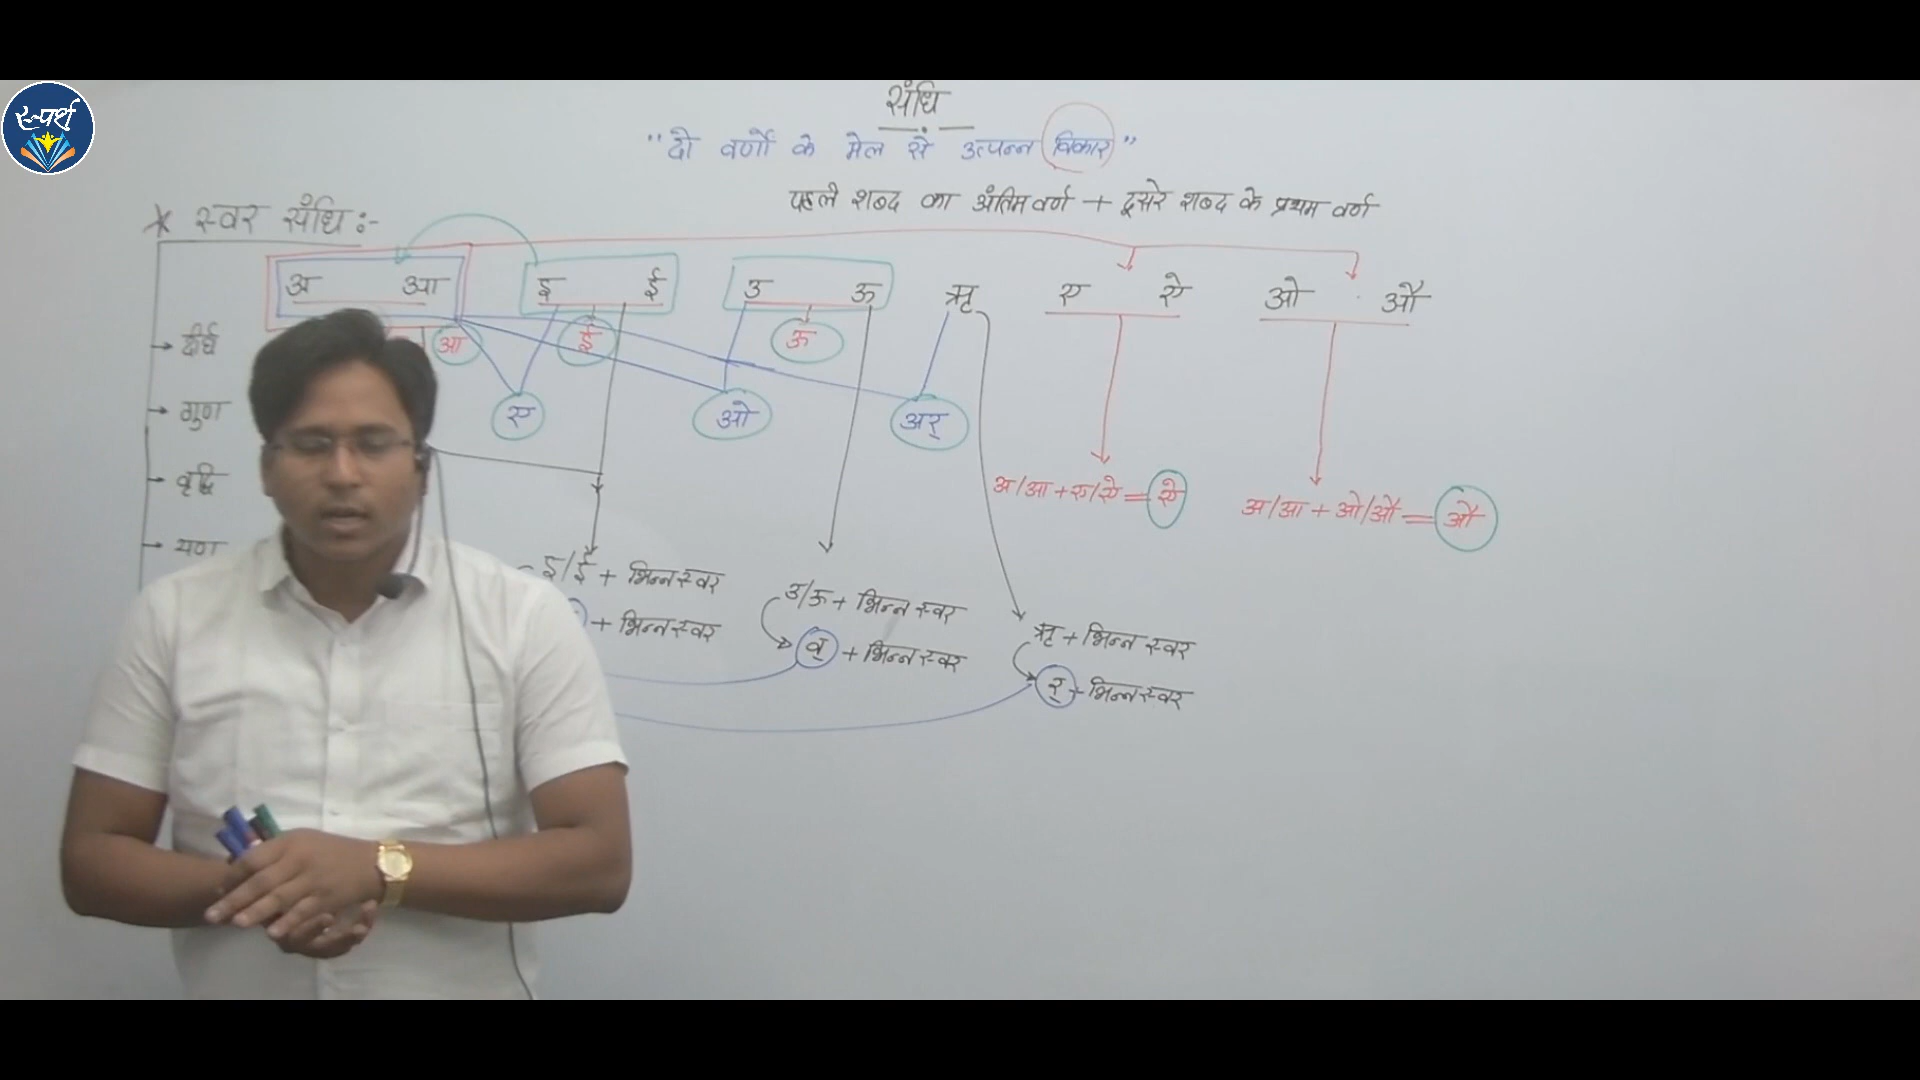 स्पर्श
संधि
"दो वर्णों के मेल से उत्पन्न विकार"
पहले शब्द का अंतिम वर्ण + दूसरे शब्द के प्रथम वर्ण
* स्वर संधि :-
अ आ इ ई उ ऊ ऋ ए ऐ ओ औ
→ दीर्घ आ ई ऊ
→ गुण ए ओ अर्
→ वृद्धि अ/आ + ए/ऐ = ऐ अ/आ + ओ/औ = औ
→ यण
इ/ई + भिन्न स्वर उ/ऊ + भिन्न स्वर ऋ + भिन्न स्वर
+ भिन्न स्वर व् + भिन्न स्वर र् + भिन्न स्वर